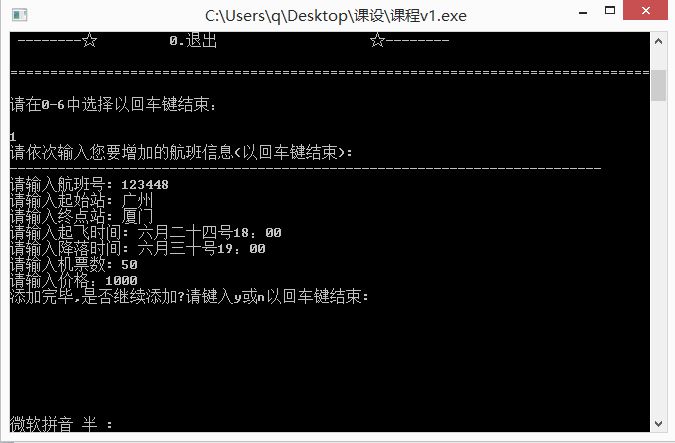 C:\Users\q\Desktop\课设\课程v1.exe
--------☆ 0.退出 ☆--------
================================================================================
请在0-6中选择以回车键结束：
1
请依次输入您要增加的航班信息(以回车键结束):
--------------------------------------------------------------------------
请输入航班号: 123448
请输入起始站: 广州
请输入终点站: 厦门
请输入起飞时间: 六月二十四号18：00
请输入降落时间: 六月三十号19：00
请输入机票数: 50
请输入价格：1000
添加完毕,是否继续添加?请键入y或n以回车键结束:
微软拼音 半 :